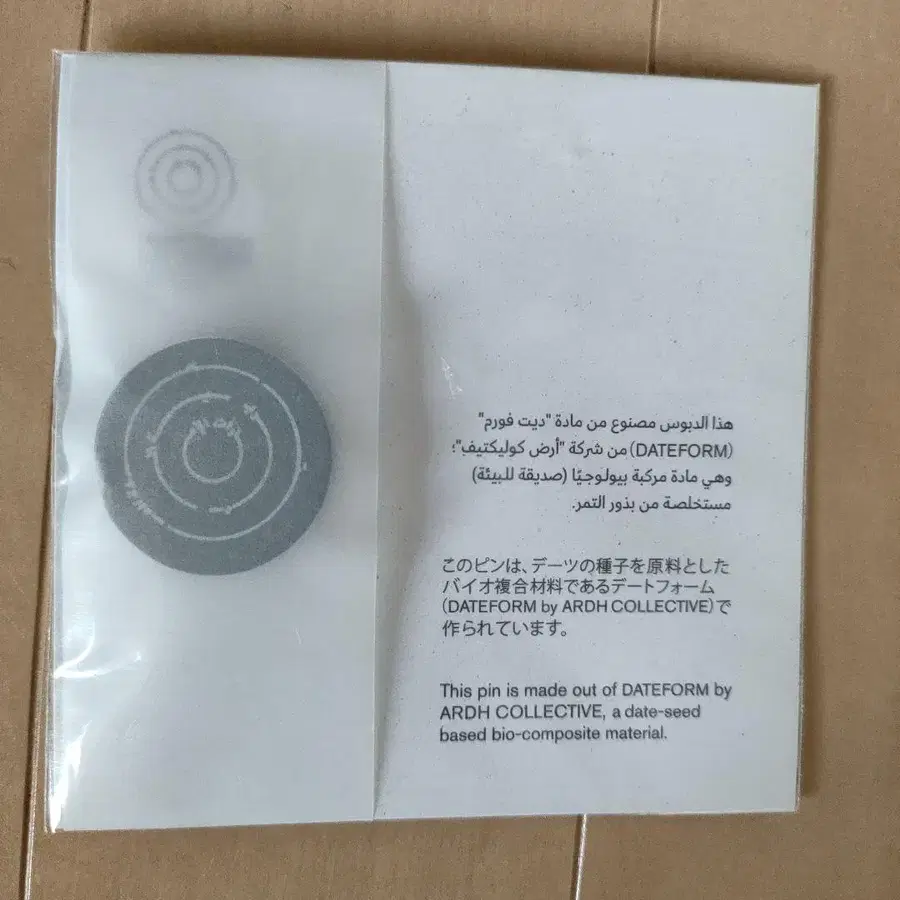 هذا الدبوس مصنوع من مادة "ديت فورم"
(DATEFORM) من شركة "أرض كوليكتيف"؛
وهي مادة مركبة بيولوجيًا (صديقة للبيئة)
مستخلصة من بذور التمر.
このピンは、デーツの種子を原料とした
バイオ複合材料であるデートフォーム
（DATEFORM by ARDH COLLECTIVE）で
作られています。
This pin is made out of DATEFORM by
ARDH COLLECTIVE, a date-seed
based bio-composite material.